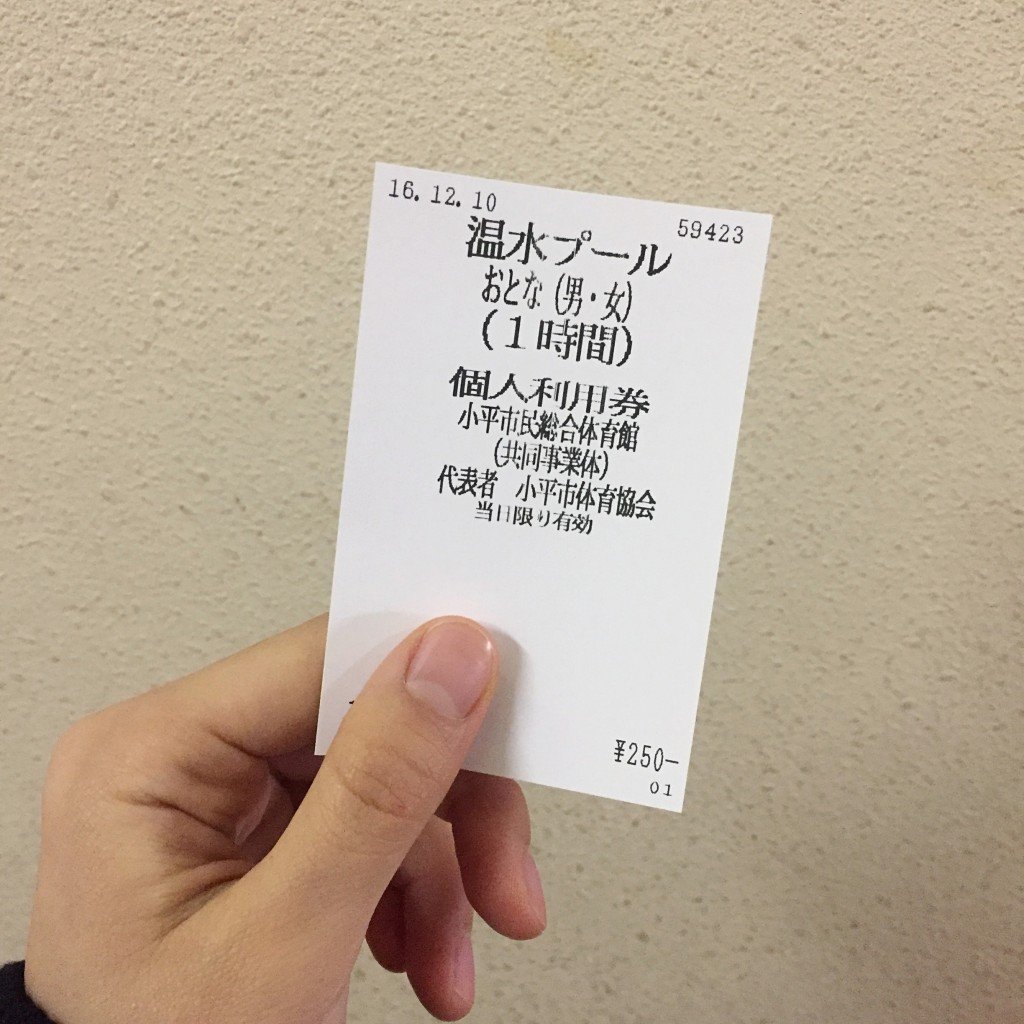 16.12.10
59423
温水プール
おとな(男・女)
(1時間)
個人利用券
小平市民総合体育館
(共同事業体)
代表者 小平市体育協会
当日限り有効
¥250-
01